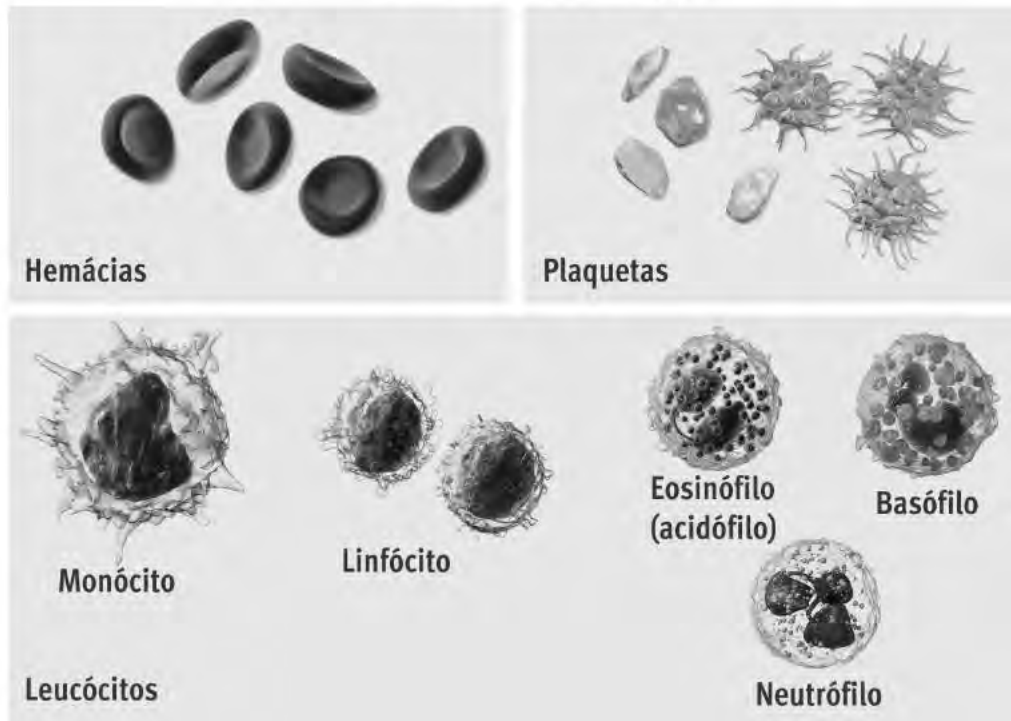 Hemácias
Plaquetas
Monócito
Linfócito
Eosinófilo
(acidófilo)
Basófilo
Neutrófilo
Leucócitos